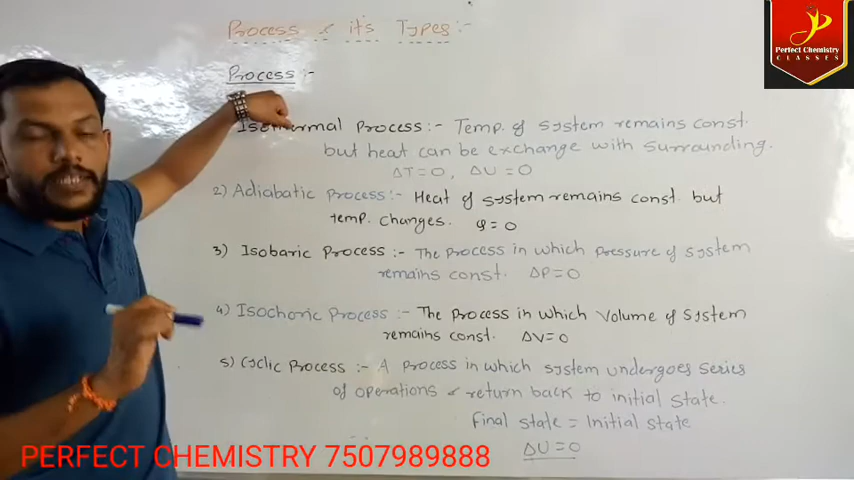 Process & it's Types :-
Perfect Chemistry
CLASSES
Process :-
Isothermal Process :- Temp. of system remains const.
but heat can be exchange with surrounding.
ΔT=0, ΔU=0
2) Adiabatic Process :- Heat of system remains const. but
temp. changes. φ=0
3) Isobaric Process :- The Process in which Pressure of system
remains const. ΔP=0
4) Isochoric Process :- The Process in which Volume of System
remains const. ΔV=0
5) Cyclic Process :- A Process in which system undergoes series
of operations & return back to initial state.
Final state = Initial state
ΔU=0
PERFECT CHEMISTRY 7507989888